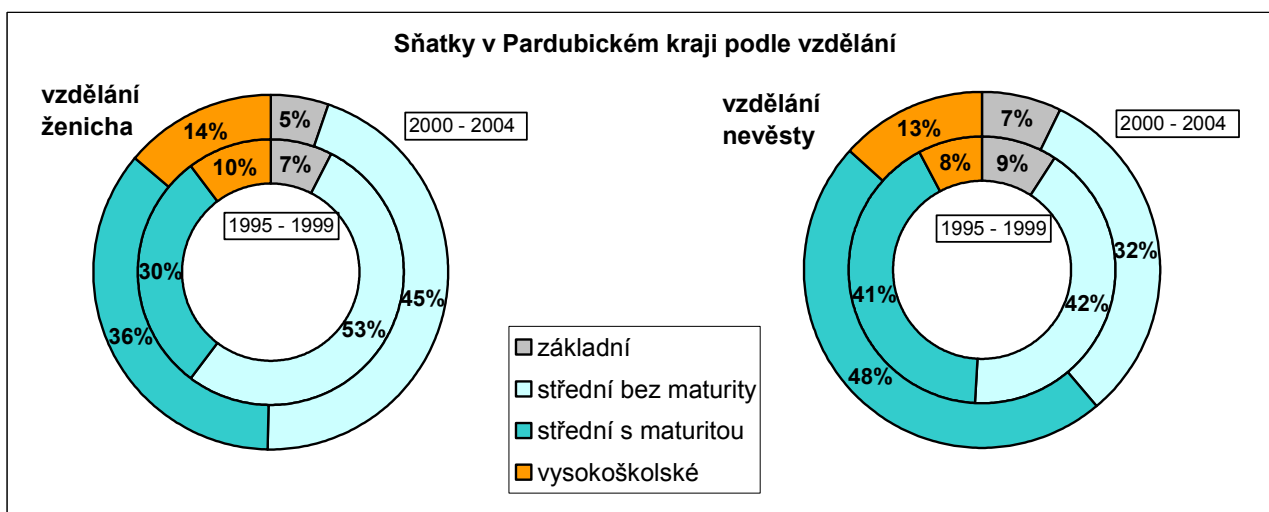 Sňatky v Pardubickém kraji podle vzdělání
vzdělání
ženicha
14%
5%
2000 - 2004
10%
7%
1995 - 1999
30%
45%
53%
36%
vzdělání
nevěsty
13%
7%
2000 - 2004
8%
9%
1995 - 1999
32%
41%
42%
48%
základní
střední bez maturity
střední s maturitou
vysokoškolské